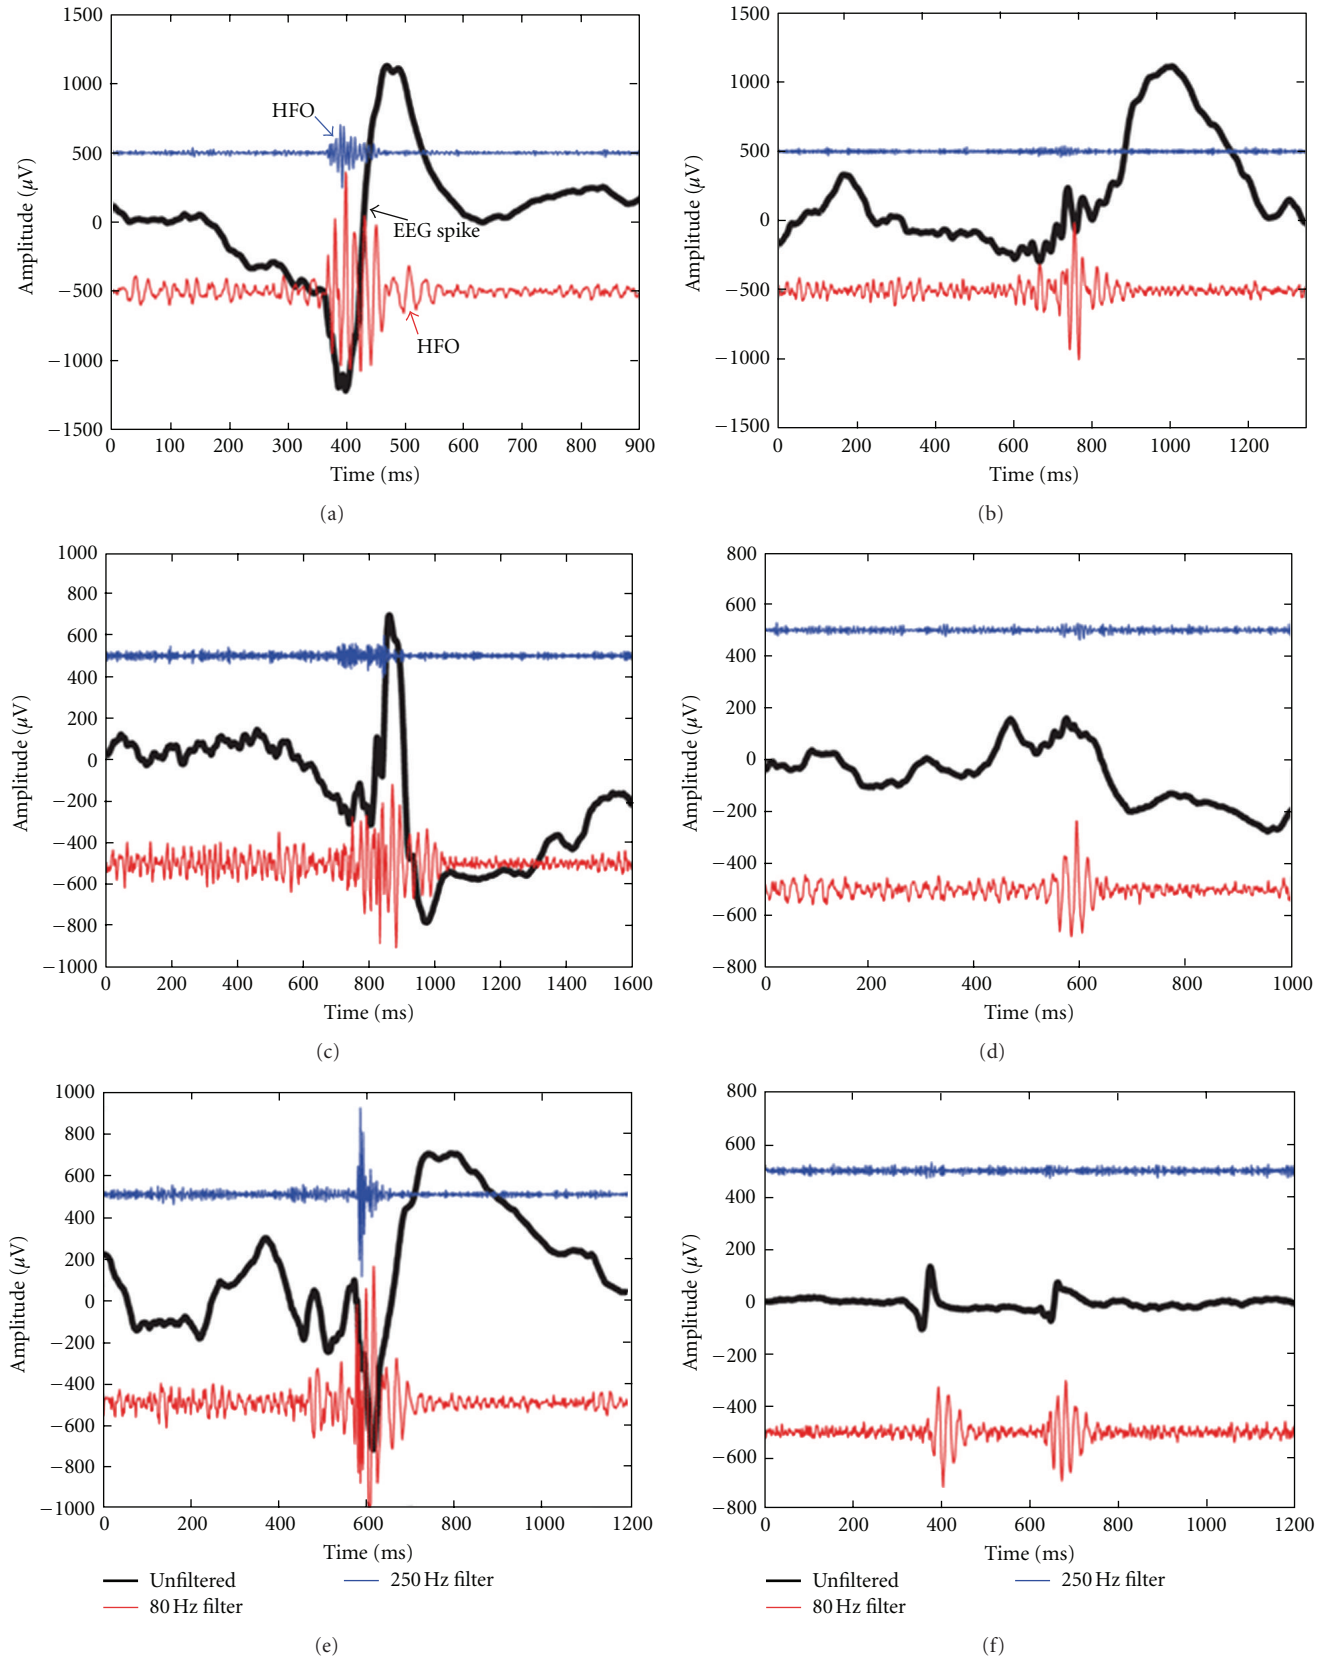 1500
1000
500
0
−500
−1000
−1500
Amplitude (μV)
HFO
EEG spike
HFO
0 100 200 300 400 500 600 700 800 900
Time (ms)
(a)
1500
1000
500
0
−500
−1000
−1500
Amplitude (μV)
0 200 400 600 800 1000 1200
Time (ms)
(b)
1000
800
600
400
200
0
−200
−400
−600
−800
−1000
Amplitude (μV)
0 200 400 600 800 1000 1200 1400 1600
Time (ms)
(c)
800
600
400
200
0
−200
−400
−600
−800
Amplitude (μV)
0 200 400 600 800 1000
Time (ms)
(d)
1000
800
600
400
200
0
−200
−400
−600
−800
−1000
Amplitude (μV)
0 200 400 600 800 1000 1200
Time (ms)
Unfiltered
250 Hz filter
80 Hz filter
(e)
800
600
400
200
0
−200
−400
−600
−800
Amplitude (μV)
0 200 400 600 800 1000 1200
Time (ms)
Unfiltered
250 Hz filter
80 Hz filter
(f)